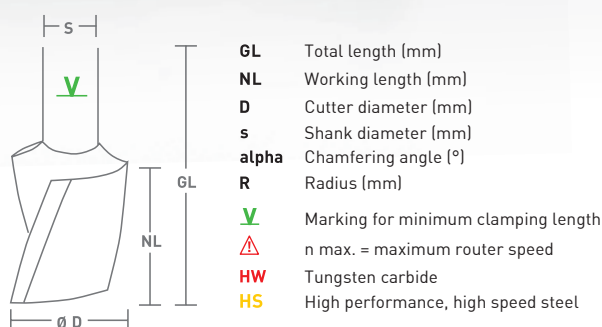 s
V
GL
NL
Ø D
GL Total length (mm)
NL Working length (mm)
D Cutter diameter (mm)
s Shank diameter (mm)
alpha Chamfering angle (°)
R Radius (mm)
V Marking for minimum clamping length
! n max. = maximum router speed
HW Tungsten carbide
HS High performance, high speed steel